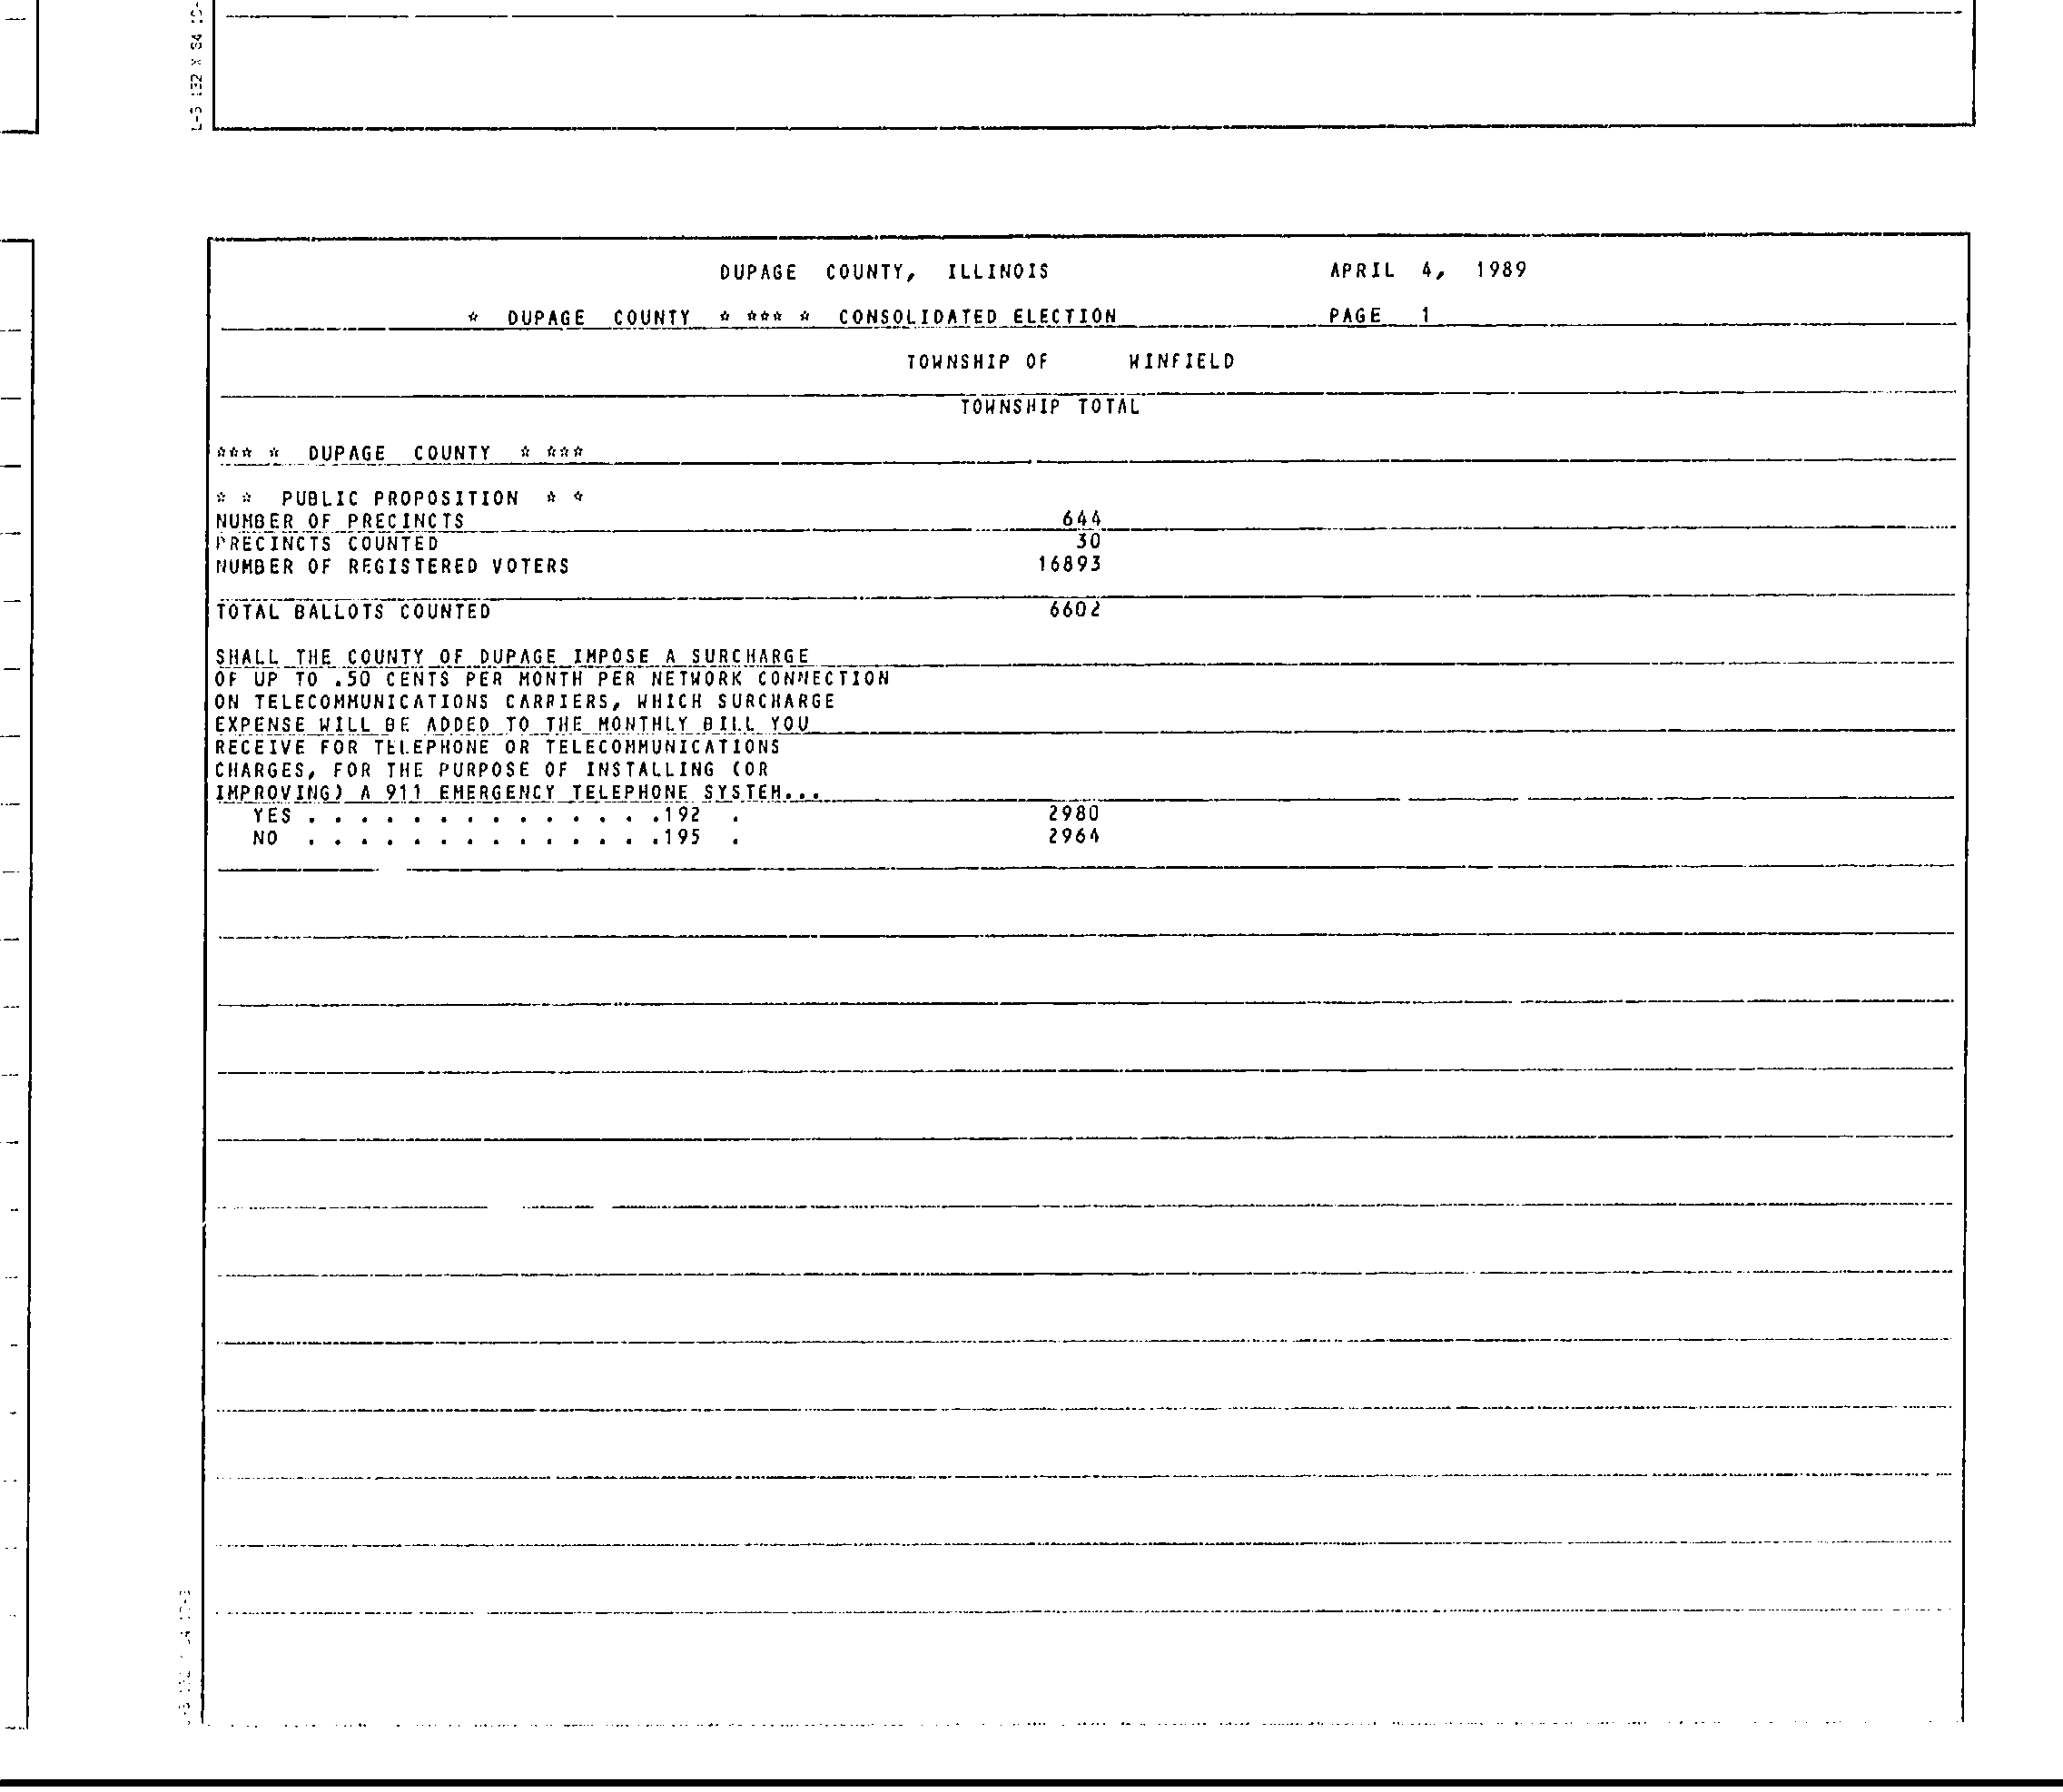 L-5 132 X 64 15-
DUPAGE COUNTY, ILLINOIS APRIL 4, 1989
* DUPAGE COUNTY * *** * CONSOLIDATED ELECTION PAGE 1
TOWNSHIP OF WINFIELD
TOWNSHIP TOTAL
*** * DUPAGE COUNTY * ***
* * PUBLIC PROPOSITION * *
NUMBER OF PRECINCTS 644
PRECINCTS COUNTED 30
NUMBER OF REGISTERED VOTERS 16893
TOTAL BALLOTS COUNTED 6602
SHALL THE COUNTY OF DUPAGE IMPOSE A SURCHARGE
OF UP TO .50 CENTS PER MONTH PER NETWORK CONNECTION
ON TELECOMMUNICATIONS CARRIERS, WHICH SURCHARGE
EXPENSE WILL BE ADDED TO THE MONTHLY BILL YOU
RECEIVE FOR TELEPHONE OR TELECOMMUNICATIONS
CHARGES, FOR THE PURPOSE OF INSTALLING (OR
IMPROVING) A 911 EMERGENCY TELEPHONE SYSTEM...
YES . . . . . . . . . . . . . .192 . 2980
NO . . . . . . . . . . . . . .195 . 2964